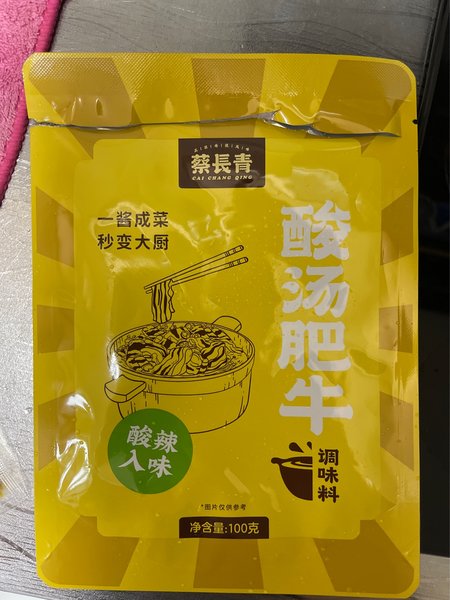 蔡長青
CAI CHANG QING
一酱成菜
秒变大厨
酸汤肥牛
调味料
酸辣
入味
*图片仅供参考
净含量:100克